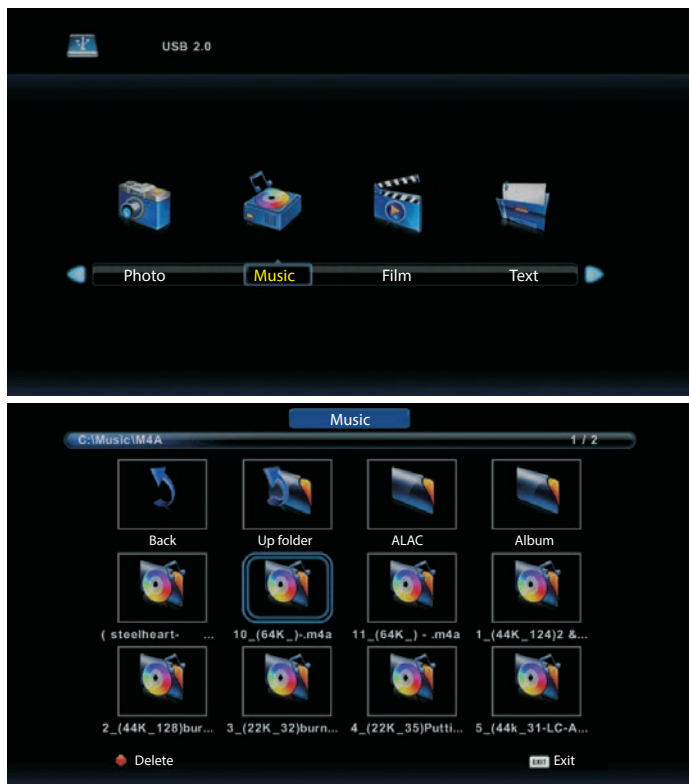 USB 2.0
Photo Music Film Text
Music
C:\Music\M4A 1 / 2
Back Up folder ALAC Album
( steelheart- ... 10_(64K_)-.m4a 11_(64K_) - .m4a 1_(44K_124)2 &...
2_(44K_128)bur... 3_(22K_32)burn... 4_(22K_35)Putti... 5_(44k_31-LC-A...
Delete EXIT Exit